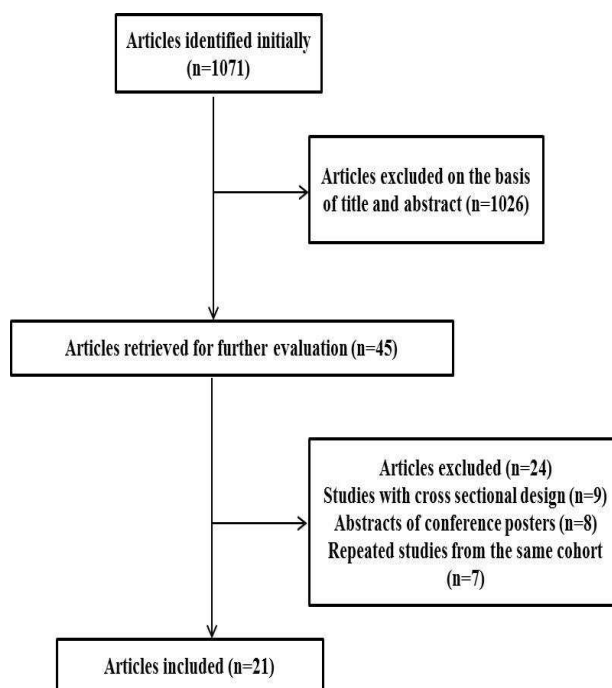 Articles identified initially
(n=1071)
Articles excluded on the basis
of title and abstract (n=1026)
Articles retrieved for further evaluation (n=45)
Articles excluded (n=24)
Studies with cross sectional design (n=9)
Abstracts of conference posters (n=8)
Repeated studies from the same cohort
(n=7)
Articles included (n=21)